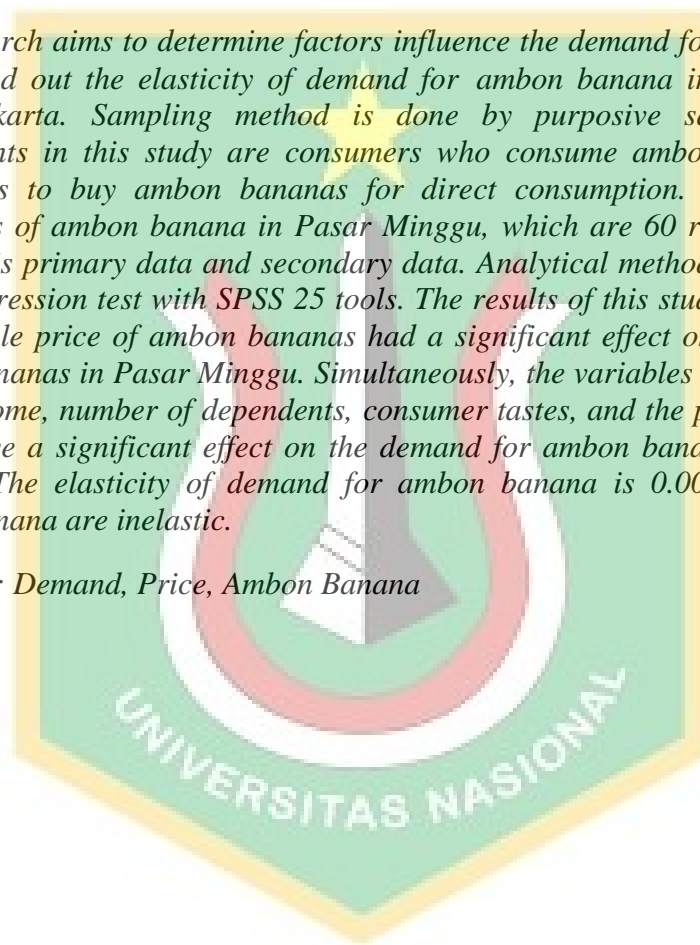 rch aims to determine factors influence the demand fo
d out the elasticity of demand for ambon banana i
karta. Sampling method is done by purposive s
nts in this study are consumers who consume ambo
s to buy ambon bananas for direct consumption.
s of ambon banana in Pasar Minggu, which are 60 r
is primary data and secondary data. Analytical metho
ression test with SPSS 25 tools. The results of this stu
le price of ambon bananas had a significant effect o
nanas in Pasar Minggu. Simultaneously, the variables
ome, number of dependents, consumer tastes, and the p
e a significant effect on the demand for ambon bana
The elasticity of demand for ambon banana is 0.00
nana are inelastic.
: Demand, Price, Ambon Banana
UNIVERSITAS NASIONAL